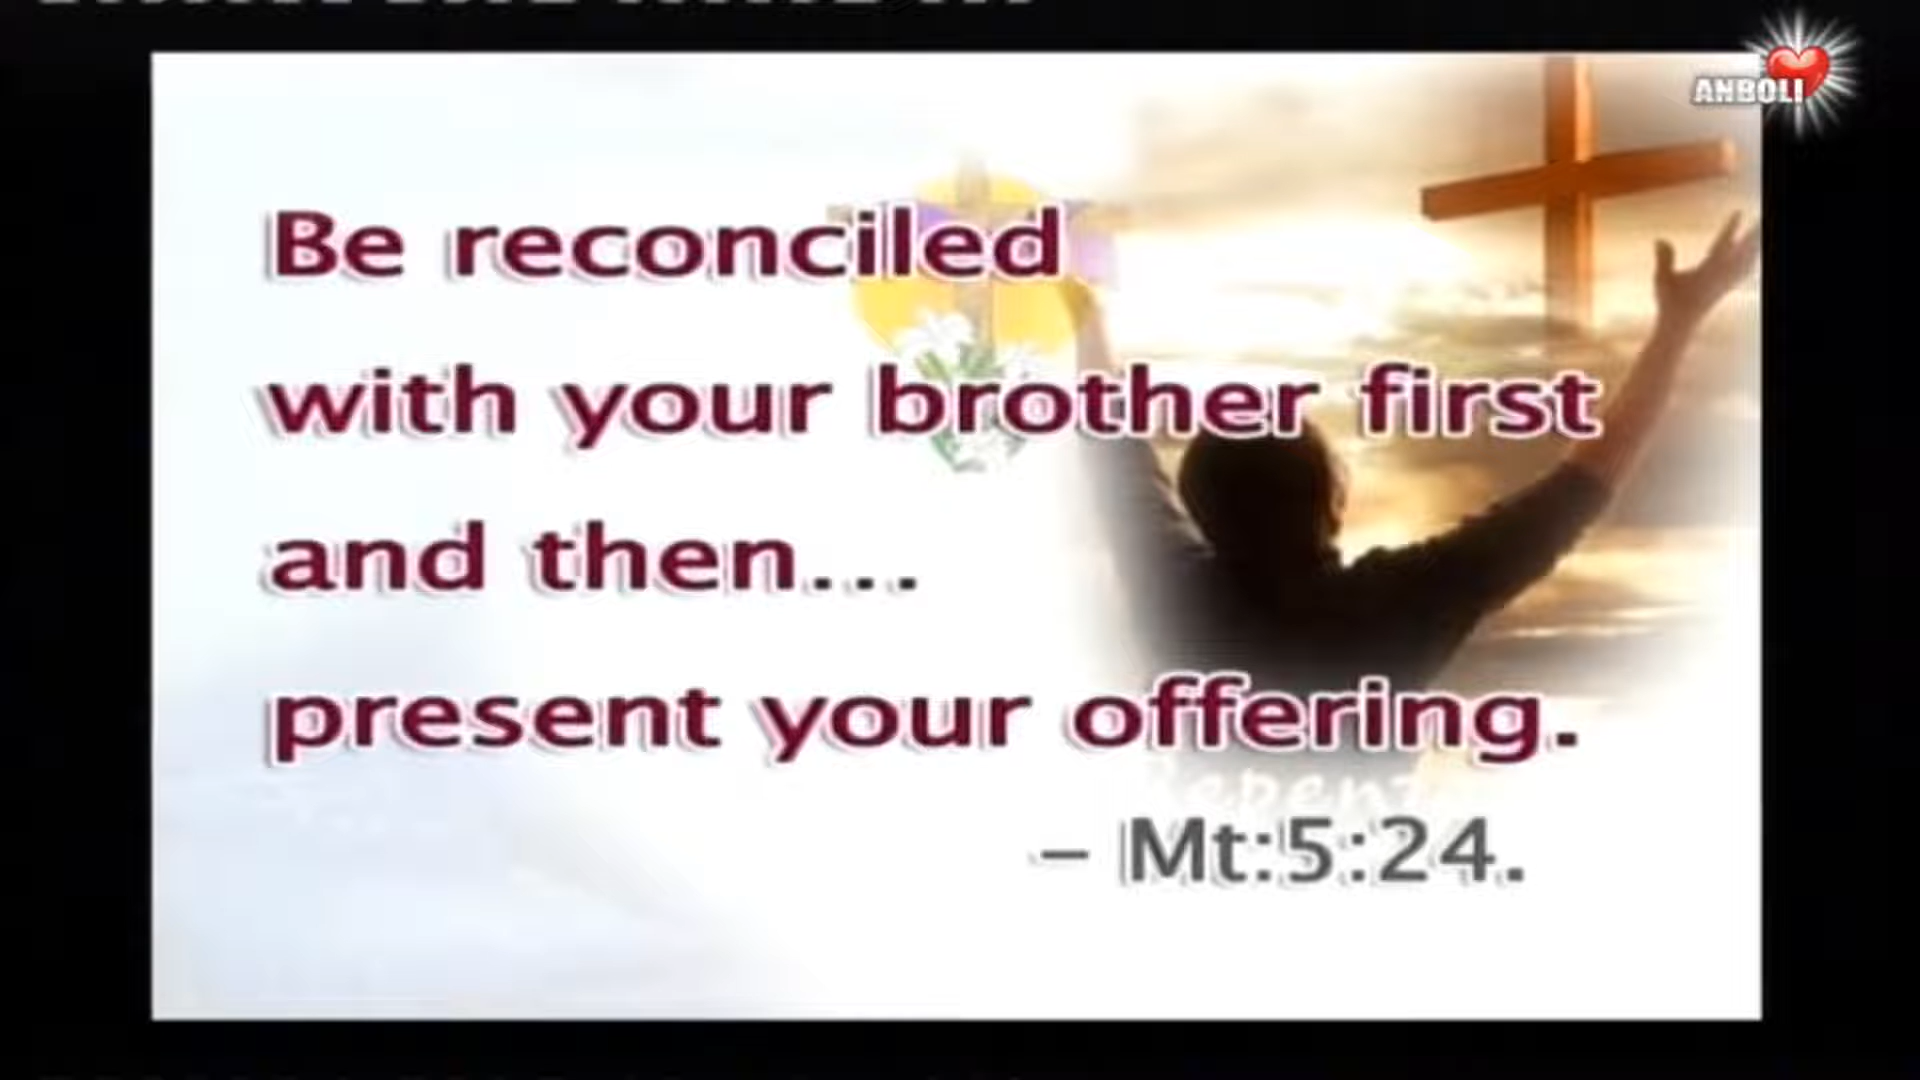 ANBOLI
Be reconciled
with your brother first
and then...
present your offering.
– Mt:5:24.